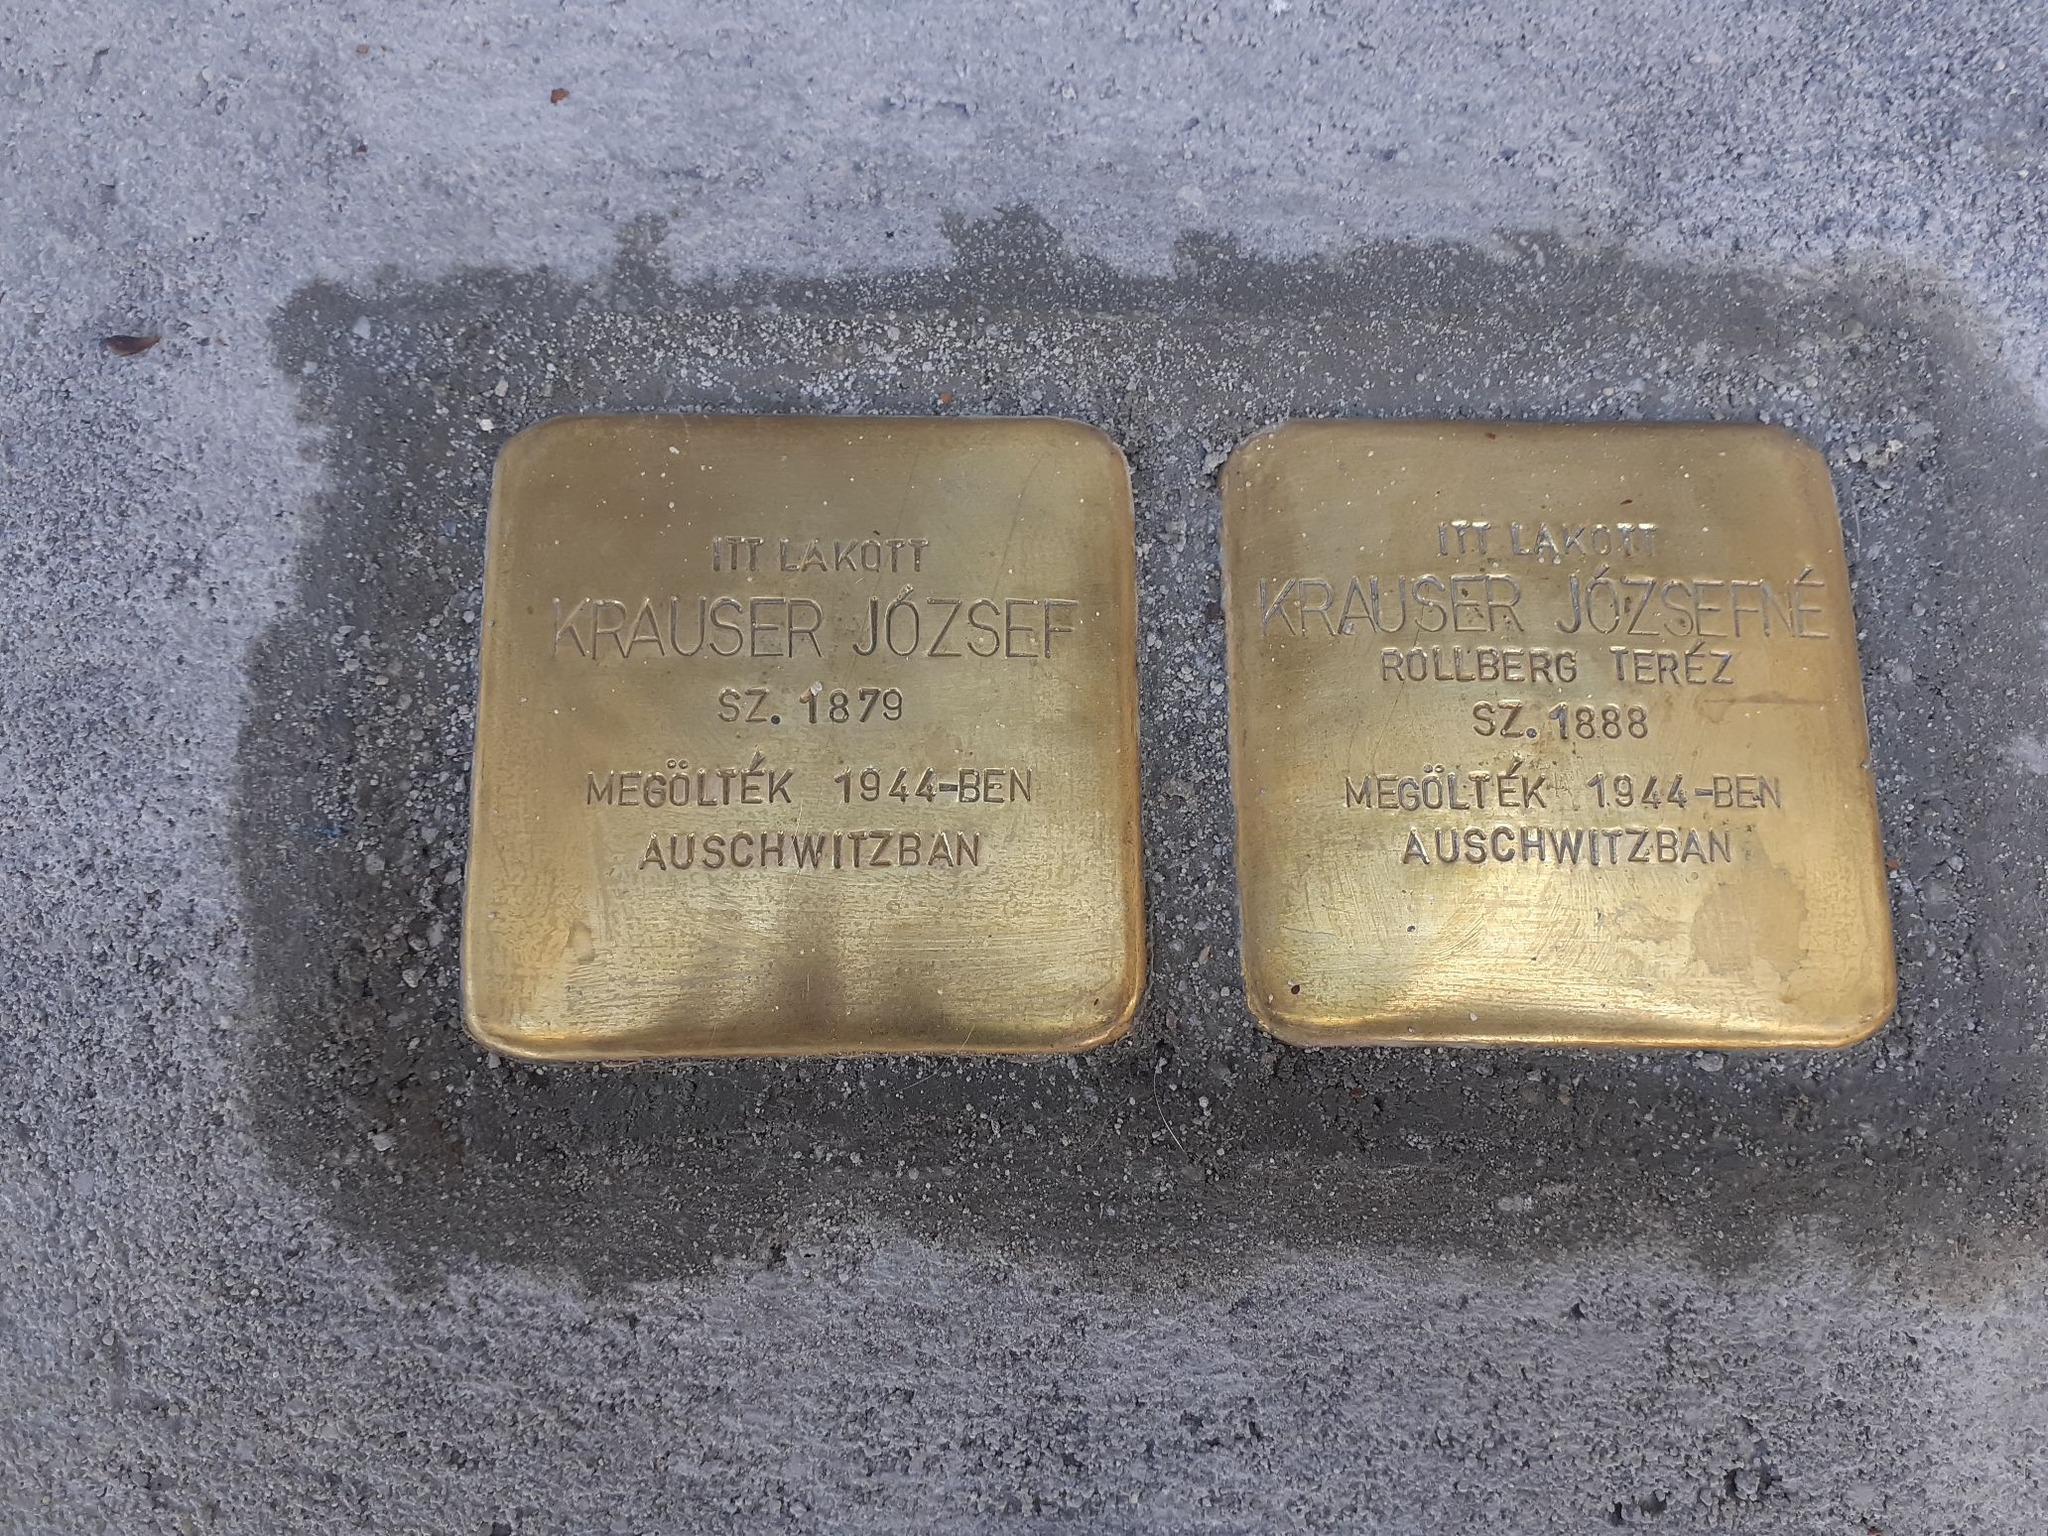 ITT LAKOTT
KRAUSER JÓZSEF
SZ. 1879
MEGÖLTÉK 1944-BEN
AUSCHWITZBAN
ITT LAKOTT
KRAUSER JÓZSEFNÉ
ROLLBERG TERÉZ
SZ. 1888
MEGÖLTÉK 1944-BEN
AUSCHWITZBAN